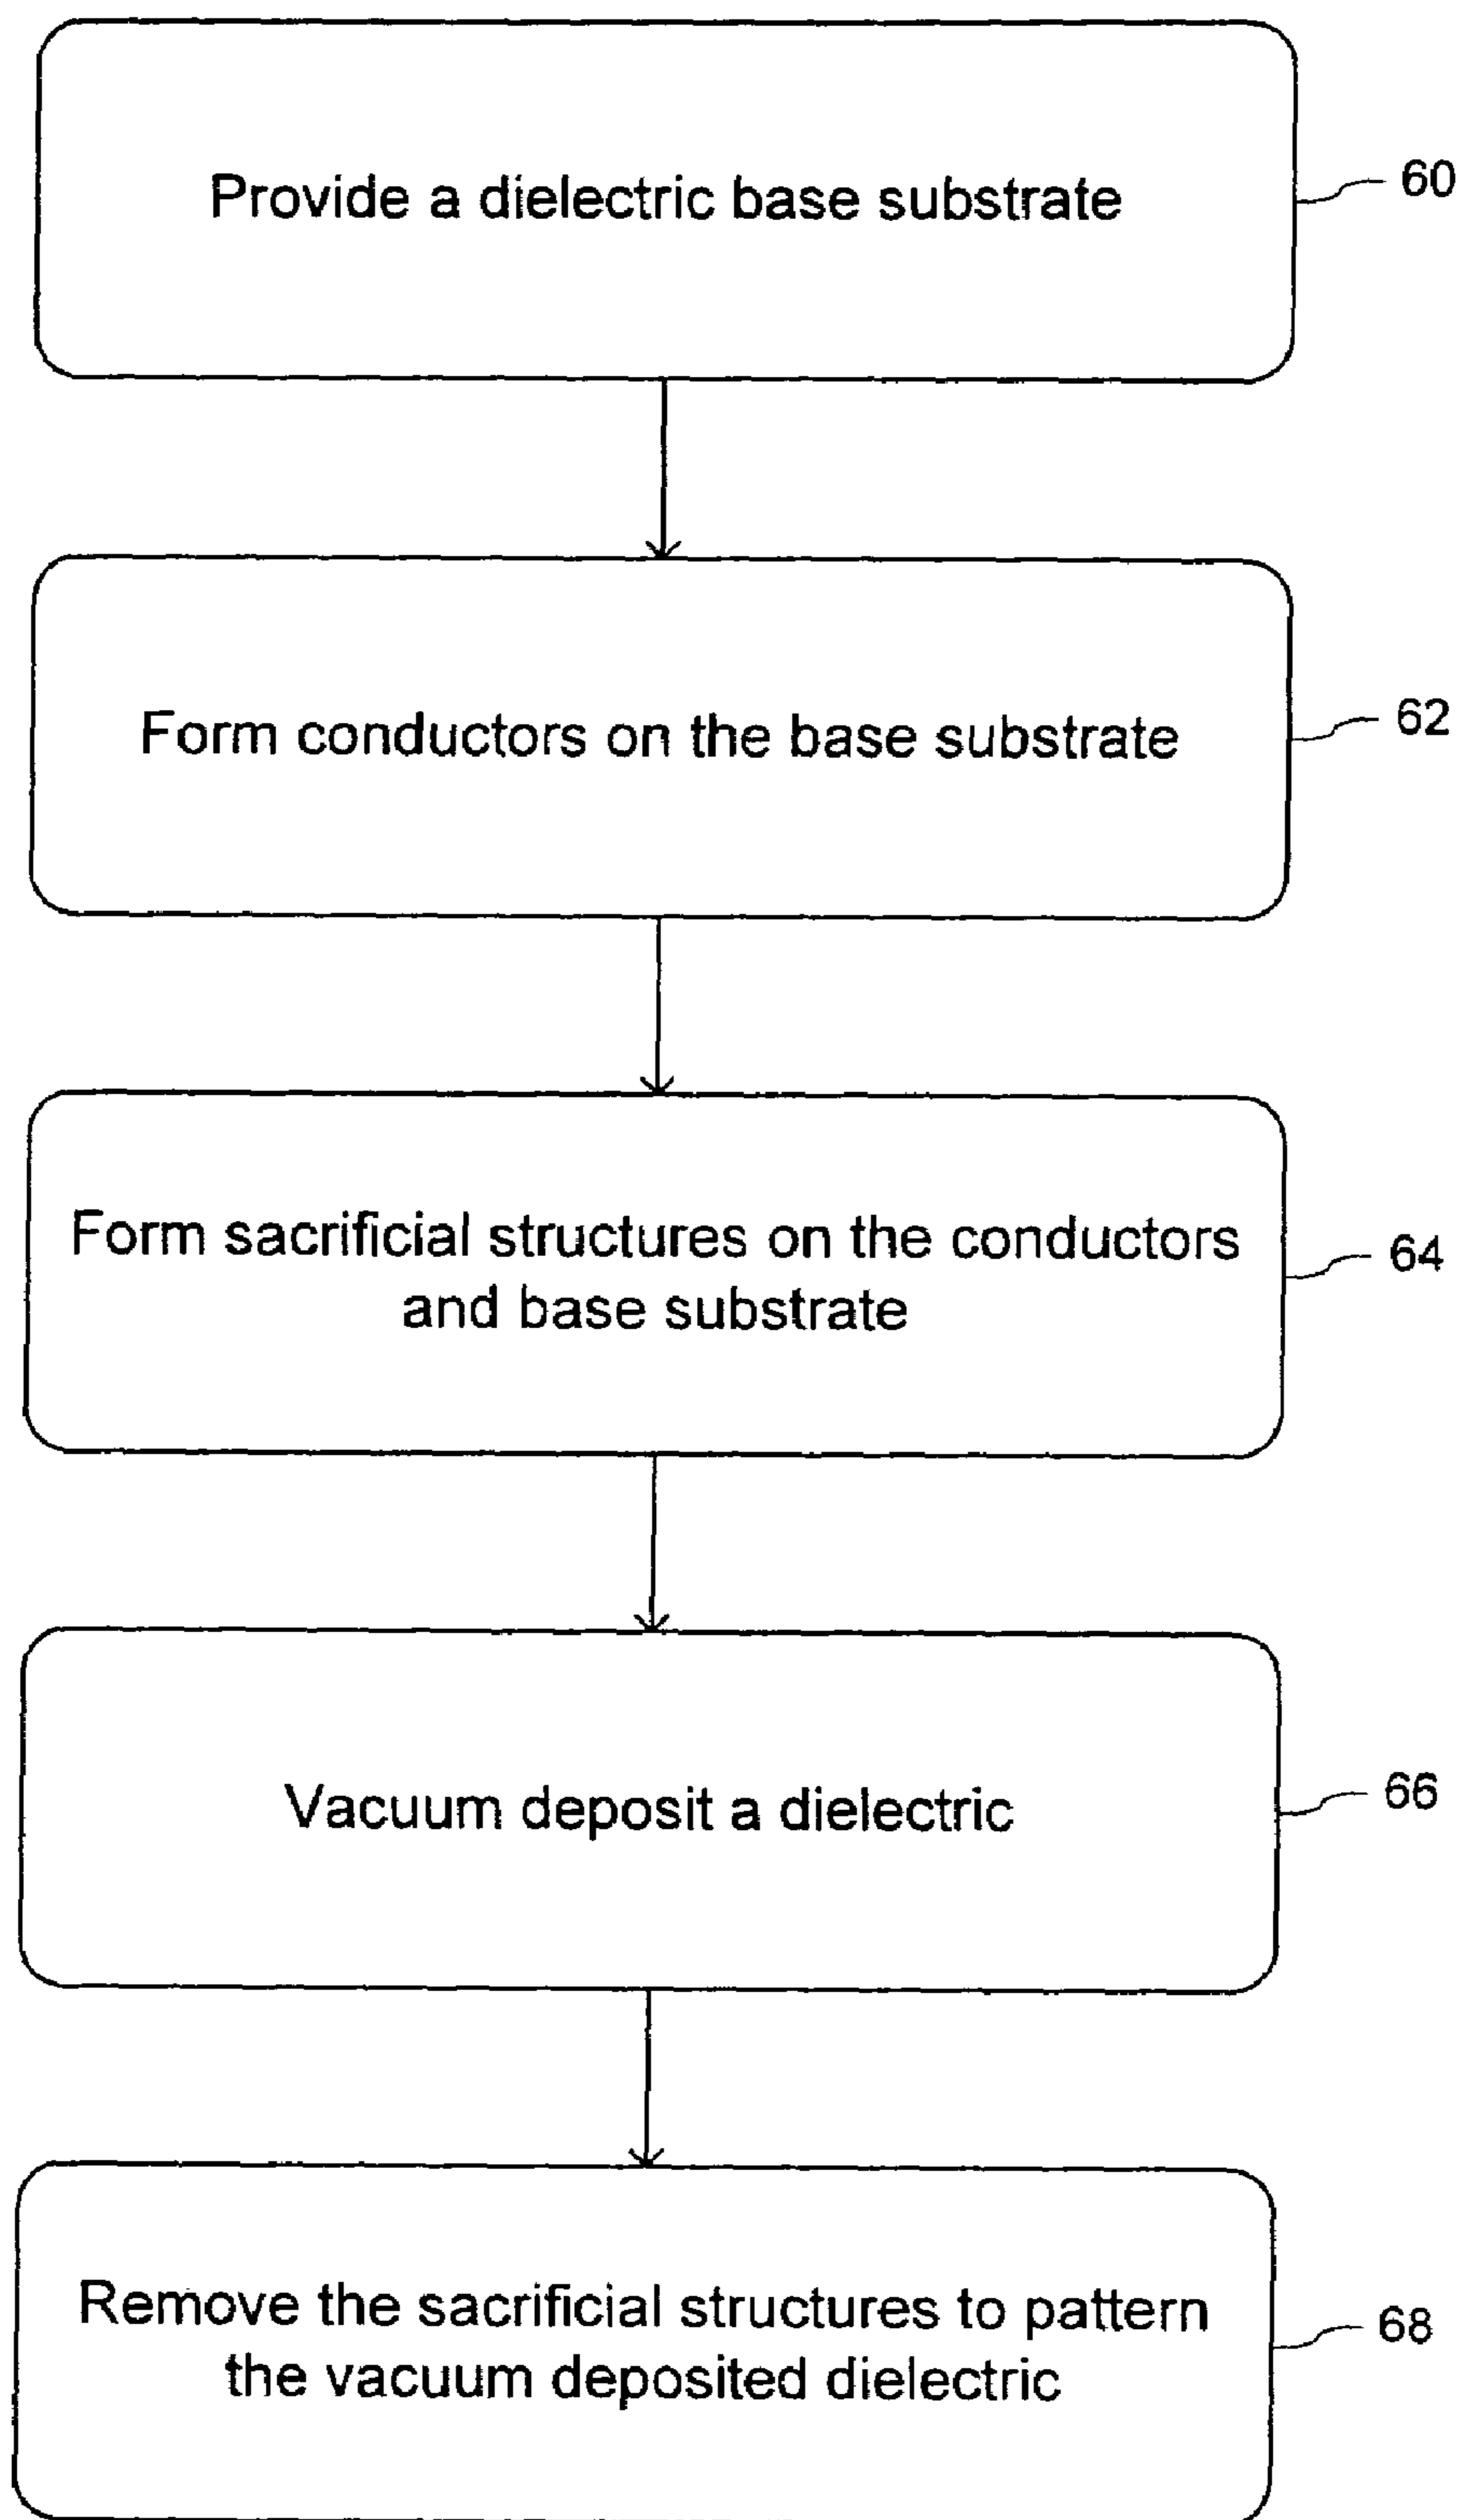 Provide a dielectric base substrate
60
Form conductors on the base substrate
62
Form sacrificial structures on the conductors
and base substrate
64
Vacuum deposit a dielectric
66
Remove the sacrificial structures to pattern
the vacuum deposited dielectric
68